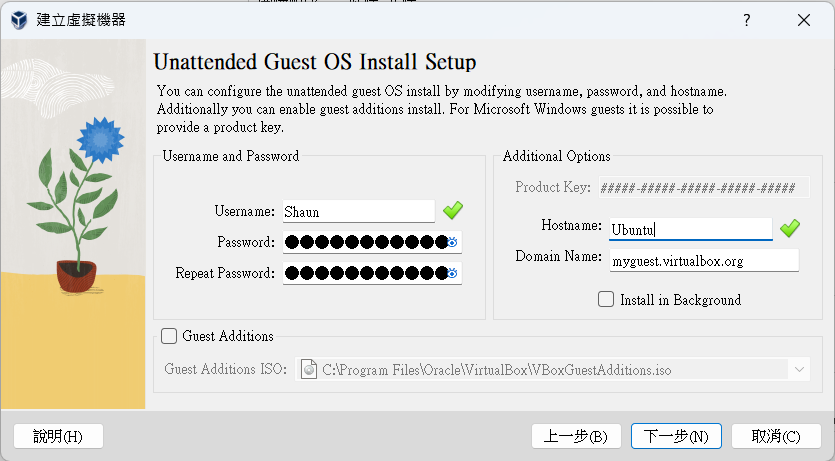 建立虛擬機器
Unattended Guest OS Install Setup
You can configure the unattended guest OS install by modifying username, password, and hostname.
Additionally you can enable guest additions install. For Microsoft Windows guests it is possible to
provide a product key.
Username and Password
Username: Shaun
Password: ●●●●●●●●●●●
Repeat Password: ●●●●●●●●●●●
Additional Options
Product Key: #####-#####-#####-#####-#####
Hostname: Ubuntu
Domain Name: myguest.virtualbox.org
Install in Background
Guest Additions
Guest Additions ISO: C:\Program Files\Oracle\VirtualBox\VBoxGuestAdditions.iso
說明(H)
上一步(B)
下一步(N)
取消(C)